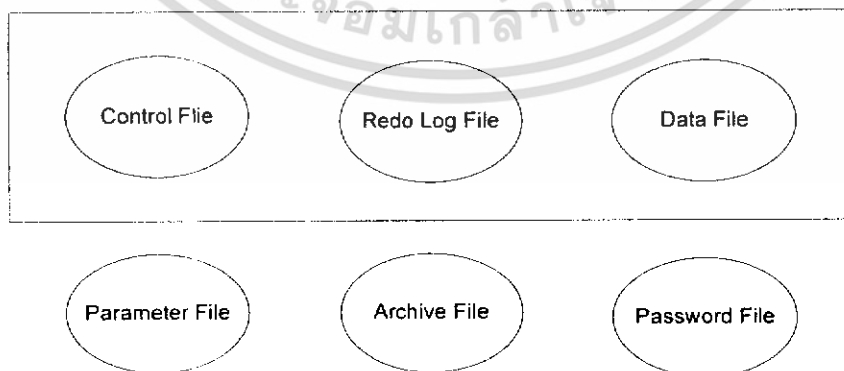 Control Flie
Redo Log File
Data File
Parameter File
Archive File
Password File